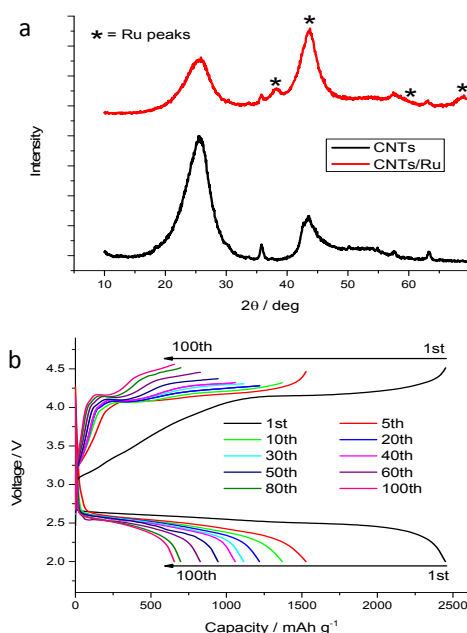 a
* = Ru peaks
*
*
*
*
*
Intensity
CNTs
CNTs/Ru
10 20 30 40 50 60
2θ / deg
b
100th 1st
4.5
4.0
3.5
3.0
2.5
2.0
Voltage / V
1st 5th
10th 20th
30th 40th
50th 60th
80th 100th
100th 1st
0 500 1000 1500 2000 2500
Capacity / mAh g⁻¹